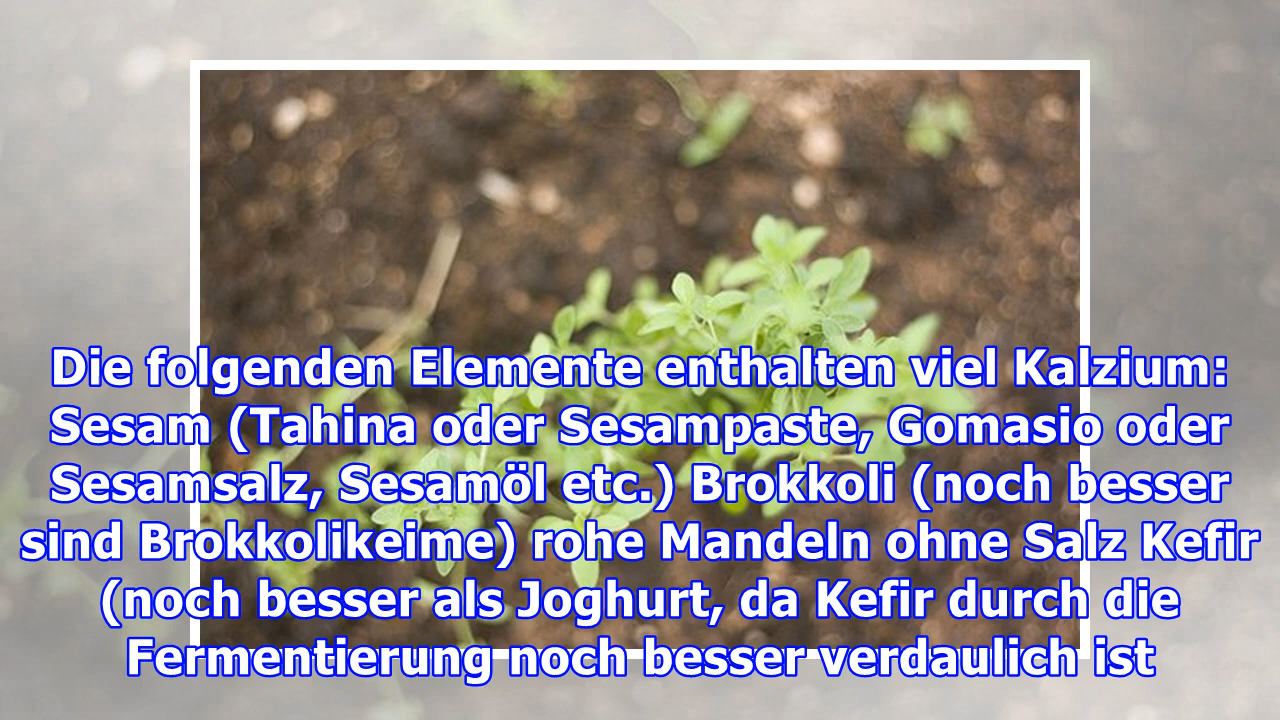 Die folgenden Elemente enthalten viel Kalzium:
Sesam (Tahina oder Sesampaste, Gomasio oder
Sesamsalz, Sesamöl etc.) Brokkoli (noch besser
sind Brokkolikeime) rohe Mandeln ohne Salz Kefir
(noch besser als Joghurt, da Kefir durch die
Fermentierung noch besser verdaulich ist